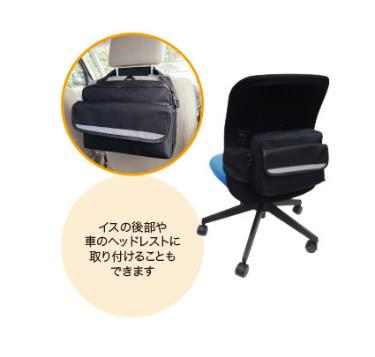 イスの後部や
車のヘッドレストに
取り付けることも
できます